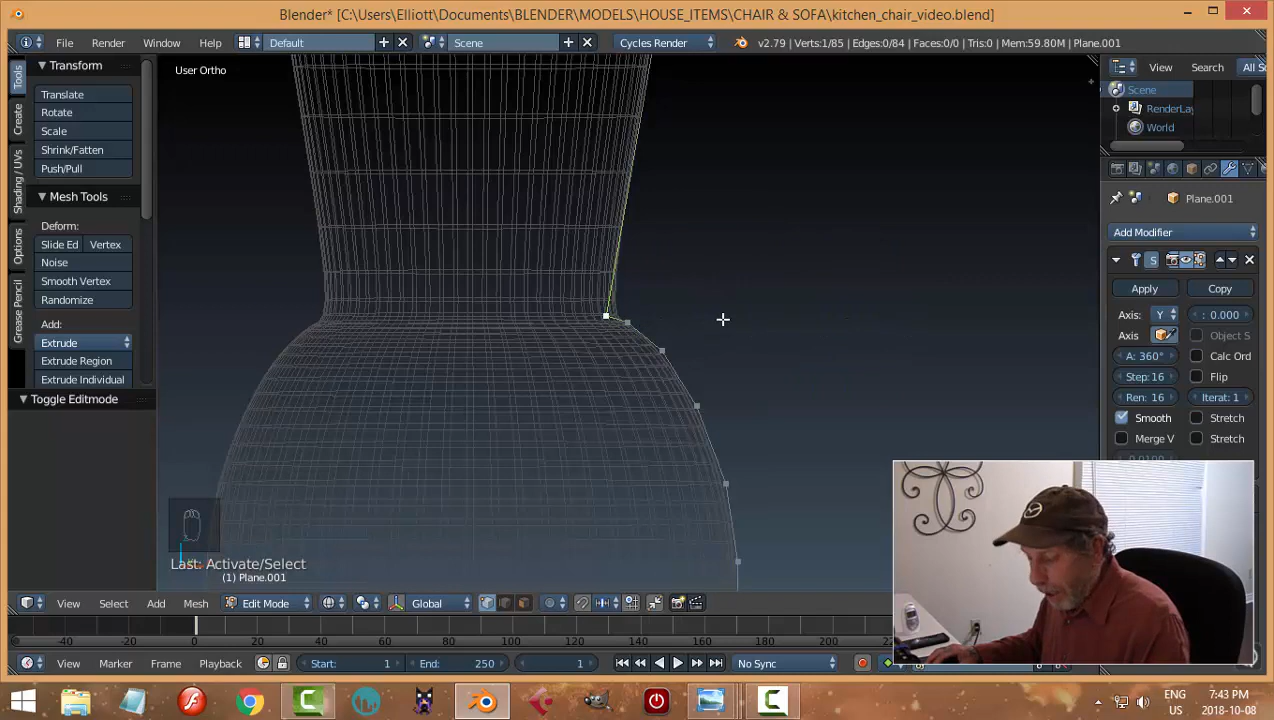 Blender* [C:\Users\Elliott\Documents\BLENDER\MODELS\HOUSE_ITEMS\CHAIR & SOFA\kitchen_chair_video.blend]
File Render Window Help Default Scene Cycles Render v2.79 | Verts:1/85 | Edges:0/84 | Faces:0/0 | Tris:0 | Mem:59.80M | Plane.001
Tools
Create
Shading / UVs
Options
Grease Pencil
Transform
Translate
Rotate
Scale
Shrink/Fatten
Push/Pull
Mesh Tools
Deform:
Slide Ed Vertex
Noise
Smooth Vertex
Randomize
Add:
Extrude
Extrude Region
Extrude Individual
Toggle Editmode
User Ortho
Last: Activate/Select
(1) Plane.001
View Search All S
Scene
RenderLay
World
Plane.001
Add Modifier
S
Apply Copy
Axis: Y : 0.000
Axis Object S
A: 360° Calc Ord
Step:16 Flip
Ren: 16 Iterat: 1
Smooth Stretch
Merge V Stretch
View Select Add Mesh Edit Mode Global
-40 -20 0 20 40 60 80 100 120 140 160 180 200
View Marker Frame Playback Start: 1 End: 250 1 No Sync
ENG
US
7:43 PM
2018-10-08